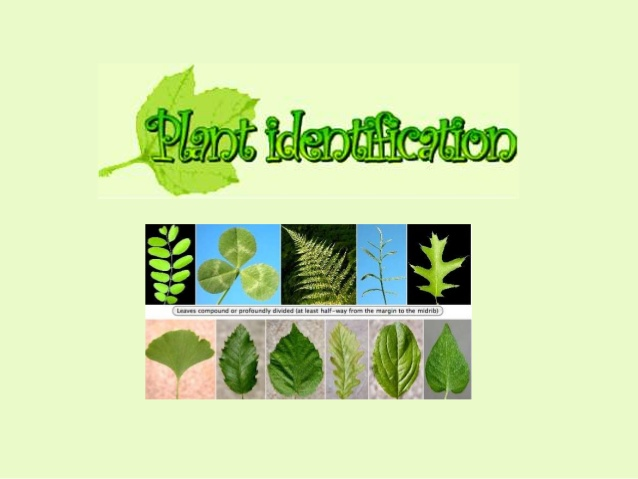 Plant identification
Leaves compound or profoundly divided (at least half-way from the margin to the midrib)